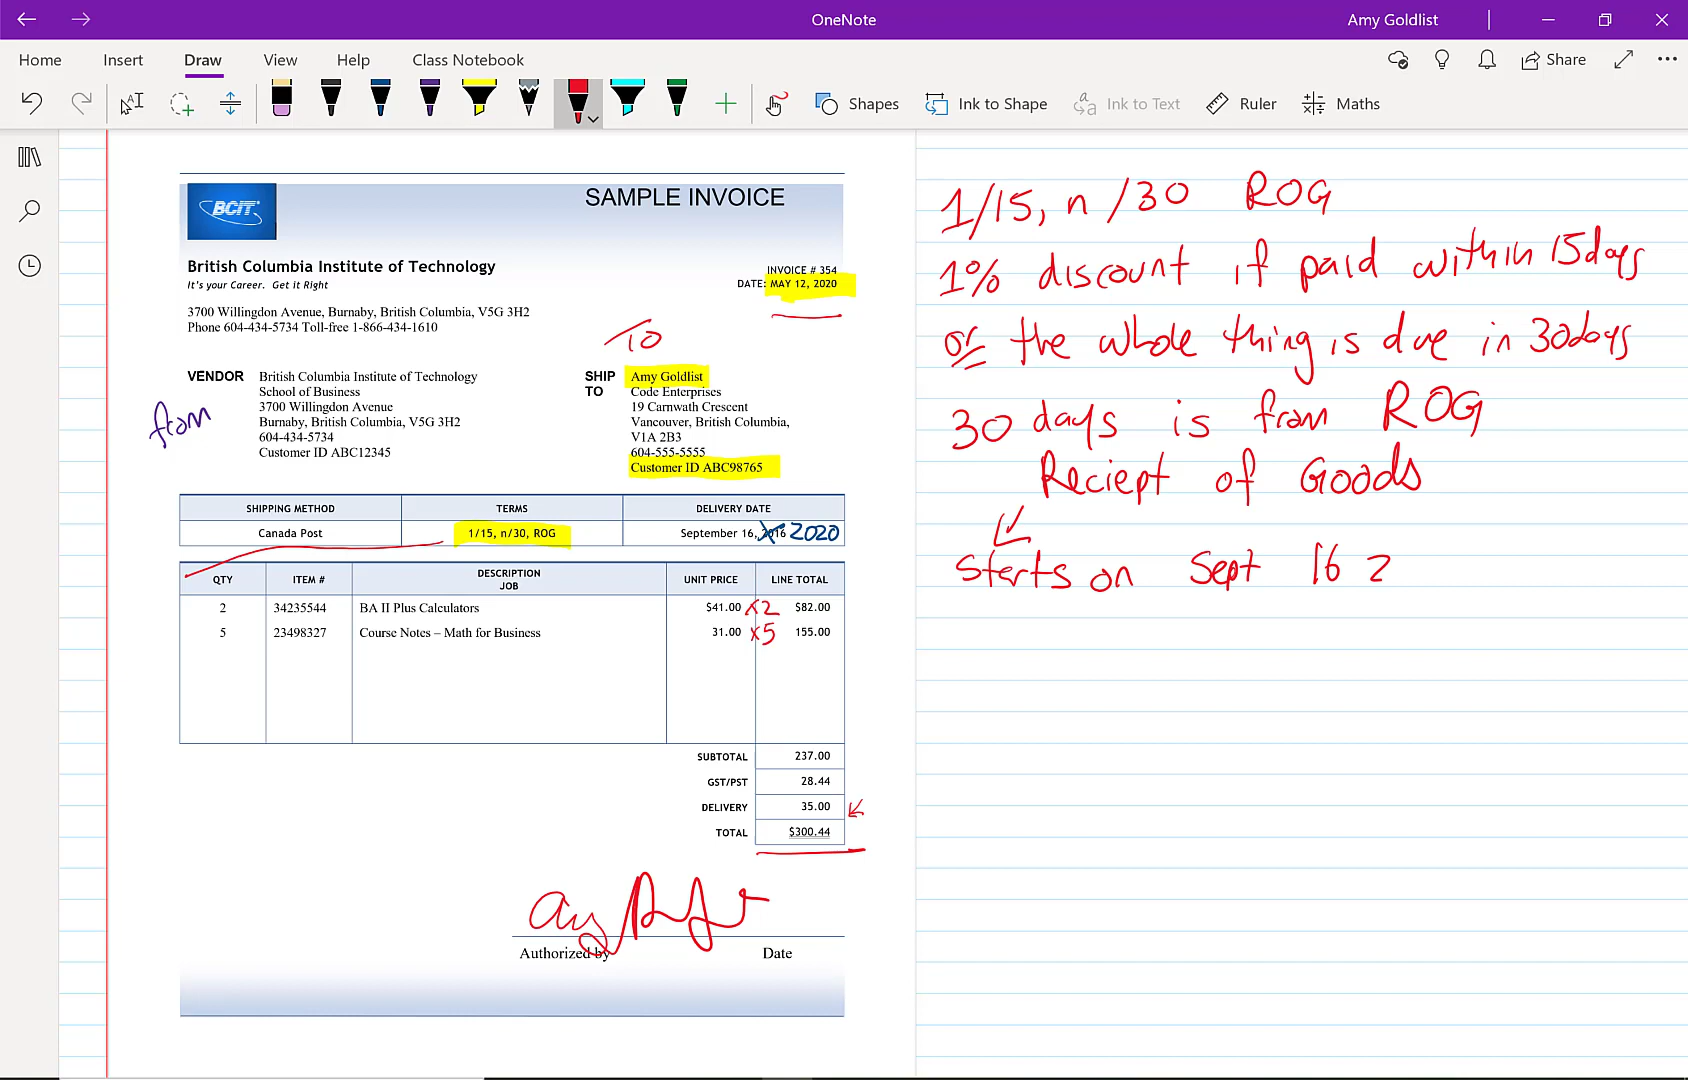 OneNote
Amy Goldlist
Home Insert Draw View Help Class Notebook
Share
Shapes Ink to Shape Ink to Text Ruler Maths
BCIT
SAMPLE INVOICE
British Columbia Institute of Technology
It's your Career. Get it Right
INVOICE # 354
DATE: MAY 12, 2020
3700 Willingdon Avenue, Burnaby, British Columbia, V5G 3H2
Phone 604-434-5734 Toll-free 1-866-434-1610
To
VENDOR
British Columbia Institute of Technology
School of Business
3700 Willingdon Avenue
Burnaby, British Columbia, V5G 3H2
604-434-5734
Customer ID ABC12345
from
SHIP TO
Amy Goldlist
Code Enterprises
19 Carnwath Crescent
Vancouver, British Columbia,
V1A 2B3
604-555-5555
Customer ID ABC98765
SHIPPING METHOD TERMS DELIVERY DATE
Canada Post 1/15, n/30, ROG September 16, 2016 2020
QTY ITEM # DESCRIPTION JOB UNIT PRICE LINE TOTAL
2 34235544 BA II Plus Calculators $41.00 x2 $82.00
5 23498327 Course Notes – Math for Business 31.00 x5 155.00
SUBTOTAL 237.00
GST/PST 28.44
DELIVERY 35.00
TOTAL $300.44
Authorized by Date
1/15, n/30 ROG
1% discount if paid within 15days
or the whole thing is due in 30days
30 days is from ROG
Reciept of Goods
starts on Sept 16 2